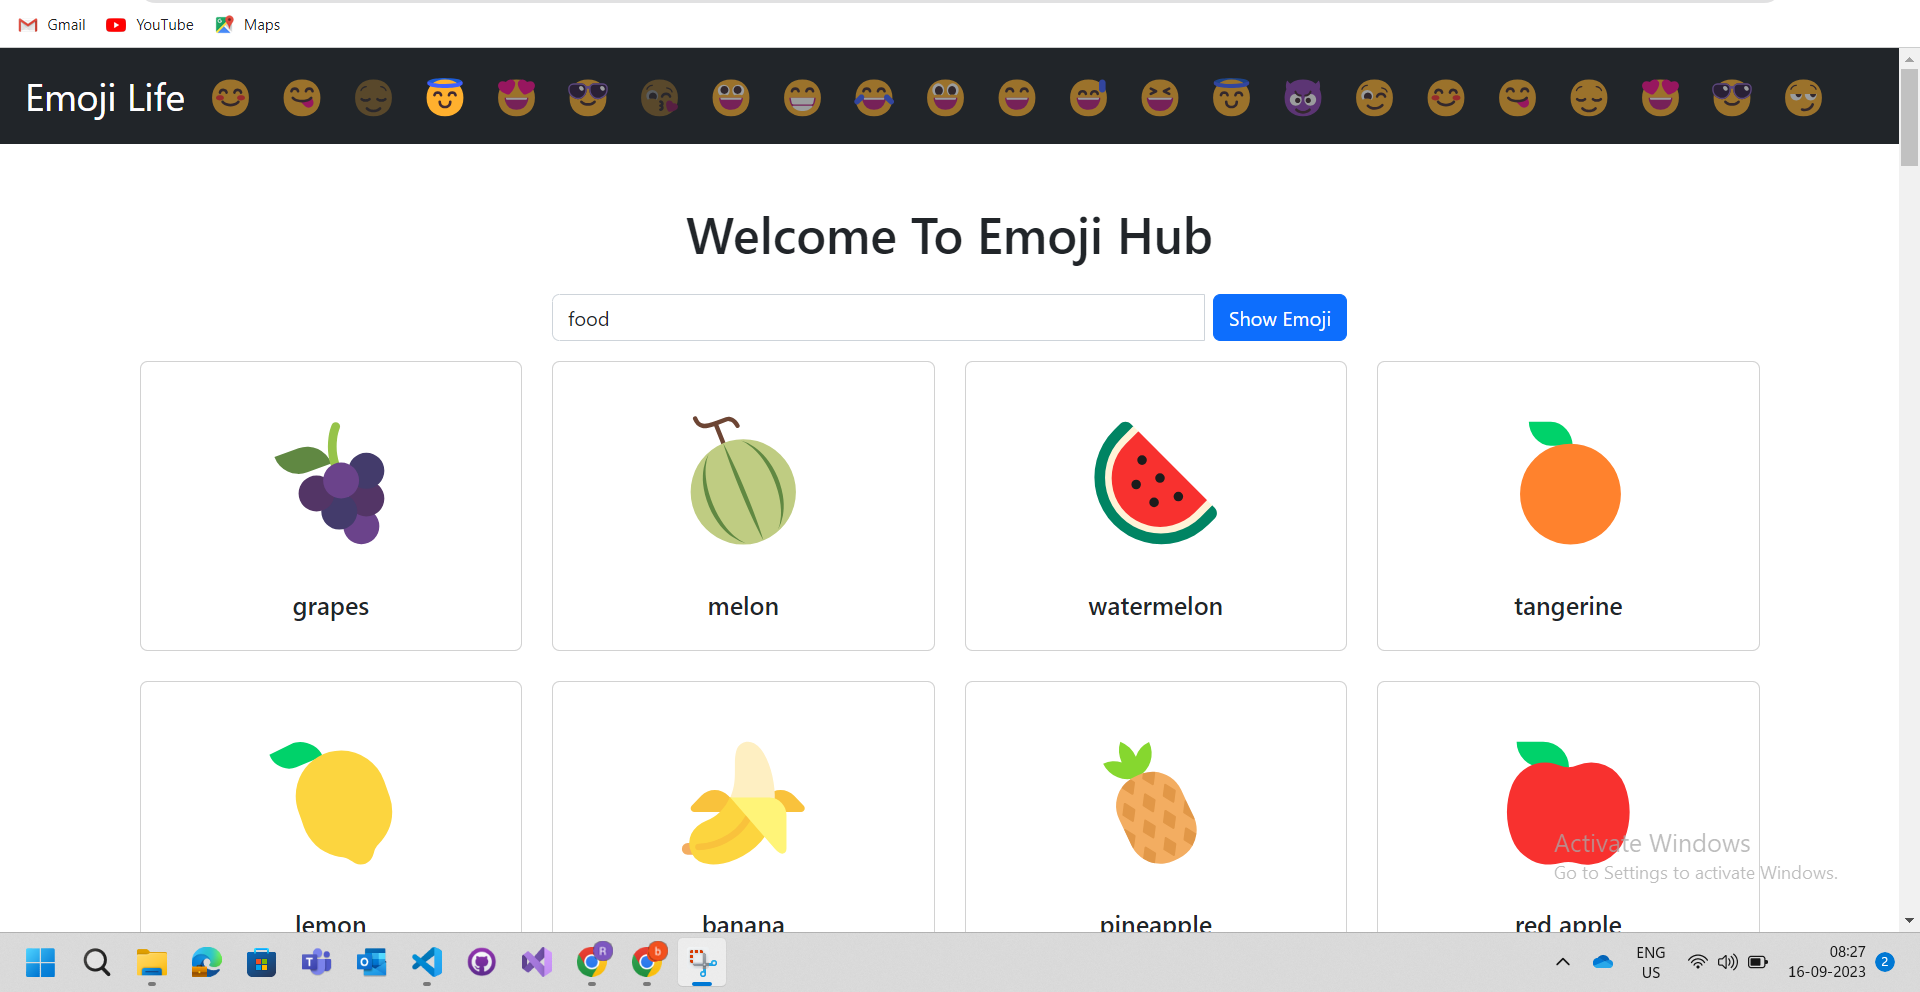 Gmail YouTube Maps
Emoji Life
Welcome To Emoji Hub
food Show Emoji
grapes melon watermelon tangerine
lemon banana pineapple red apple
Activate Windows
Go to Settings to activate Windows.
R b
ENG
US
08:27
16-09-2023
2